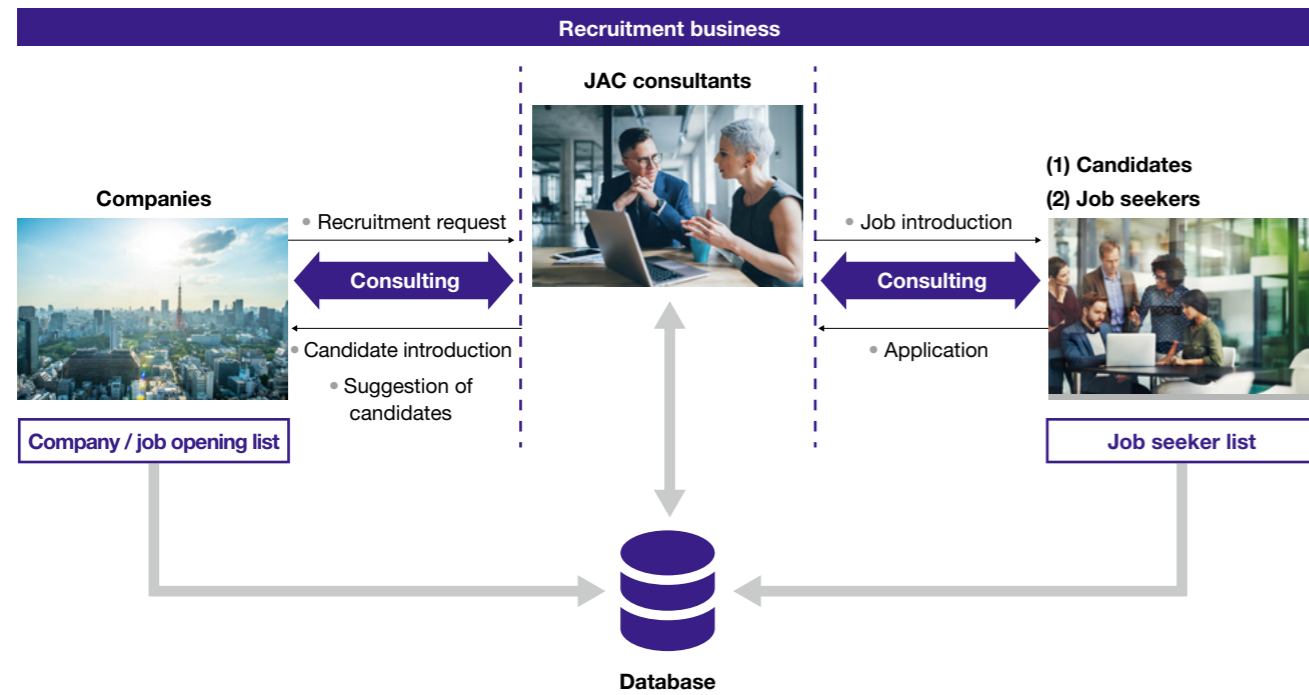 Recruitment business
JAC consultants
(1) Candidates
(2) Job seekers
Companies
• Recruitment request
• Job introduction
Consulting
Consulting
• Candidate introduction
• Application
• Suggestion of
candidates
Company / job opening list
Job seeker list
Database